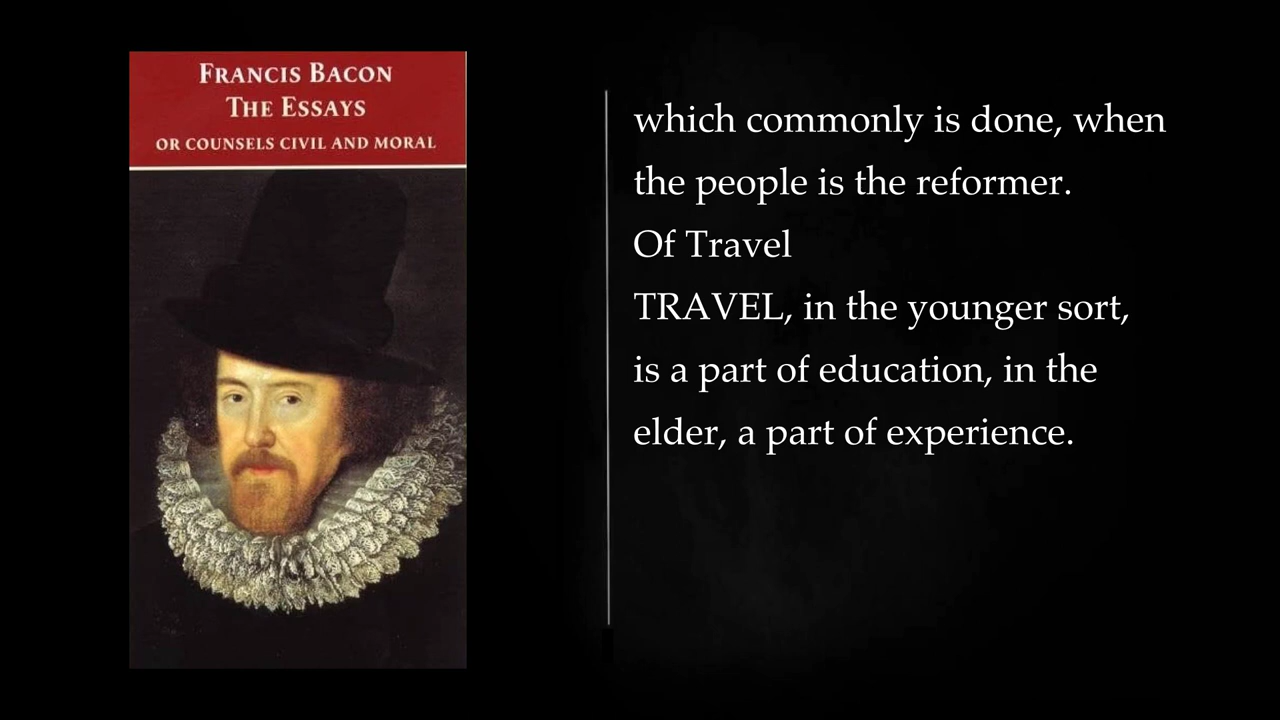 FRANCIS BACON
THE ESSAYS
OR COUNSELS CIVIL AND MORAL
which commonly is done, when
the people is the reformer.
Of Travel
TRAVEL, in the younger sort,
is a part of education, in the
elder, a part of experience.